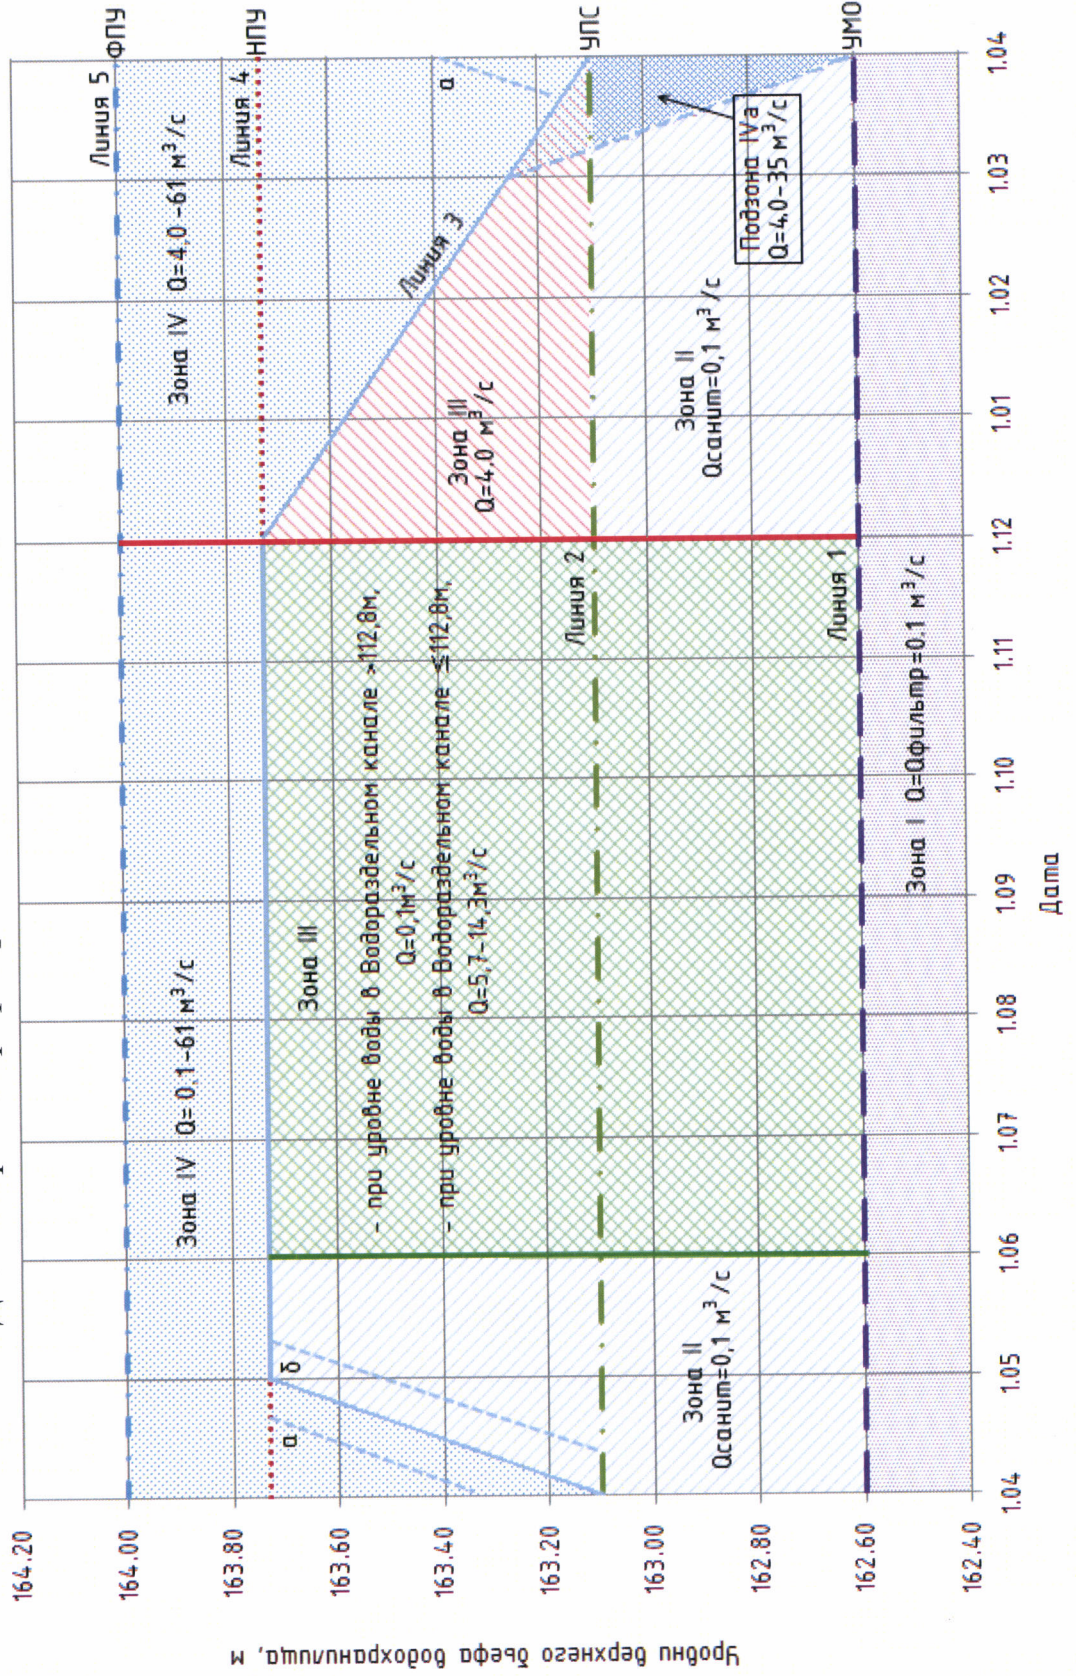 Линия 5
ФПУ
Зона IV Q=0.1-61 м³/с
Зона IV Q=4.0-61 м³/с
Линия 4
НПУ
а
б
а
Зона III
- при уровне воды в Водораздельном канале >112,8м,
Q=0,1м³/с
- при уровне воды в Водораздельном канале ≤112,8м,
Q=5,7-14,3м³/с
Линия 3
Зона III
Q=4.0 м³/с
Линия 2
УПС
Зона II
Qсанит=0,1 м³/с
Зона II
Qсанит=0,1 м³/с
Подзона IVа
Q=4.0-35 м³/с
Линия 1
УМО
Зона I Q=Qфильтр=0.1 м³/с
164.20
164.00
163.80
163.60
163.40
163.20
163.00
162.80
162.60
162.40
1.04
1.05
1.06
1.07
1.08
1.09
1.10
1.11
1.12
1.01
1.02
1.03
1.04
Дата
Уровни верхнего бьефа водохранилища, м